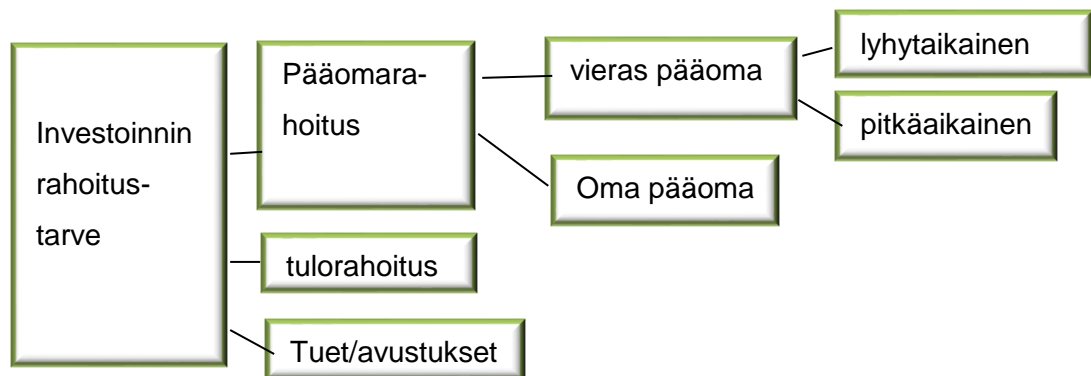 Investoinnin
rahoitus-
tarve
Pääomara-
hoitus
vieras pääoma
lyhytaikainen
pitkäaikainen
Oma pääoma
tulorahoitus
Tuet/avustukset